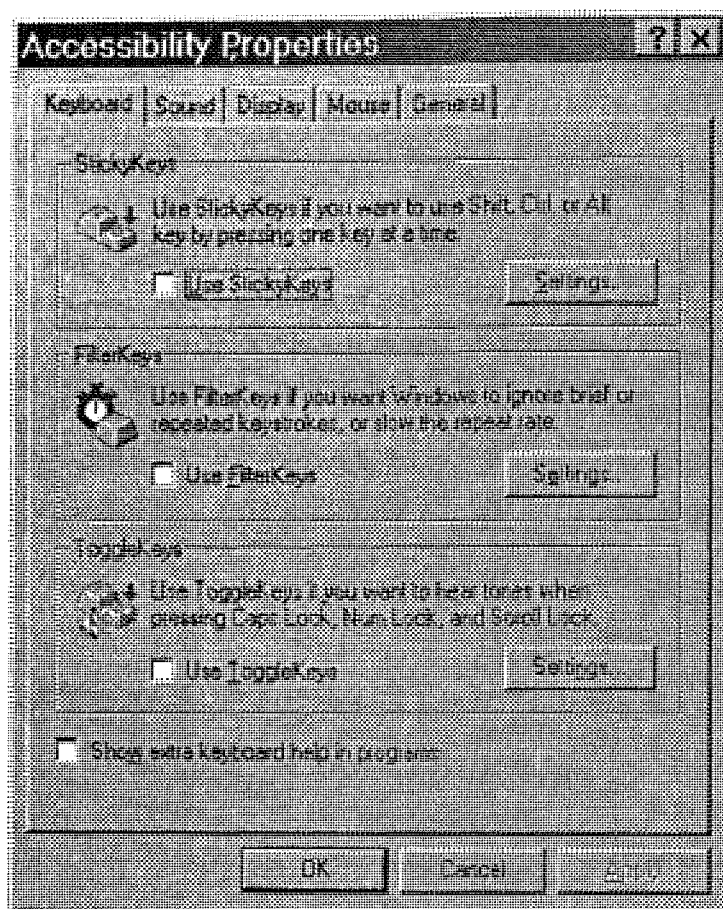 Accessibility Properties
Keyboard Sound Display Mouse General
StickyKeys
Use StickyKeys if you want to use Shift, Ctrl, or Alt
key by pressing one key at a time.
Use StickyKeys
Settings...
FilterKeys
Use FilterKeys if you want Windows to ignore brief or
repeated keystrokes, or slow the repeat rate.
Use FilterKeys
Settings...
ToggleKeys
Use ToggleKeys if you want to hear tones when
pressing Caps Lock, Num Lock, and Scroll Lock.
Use ToggleKeys
Settings...
Show extra keyboard help in programs
OK Cancel Apply